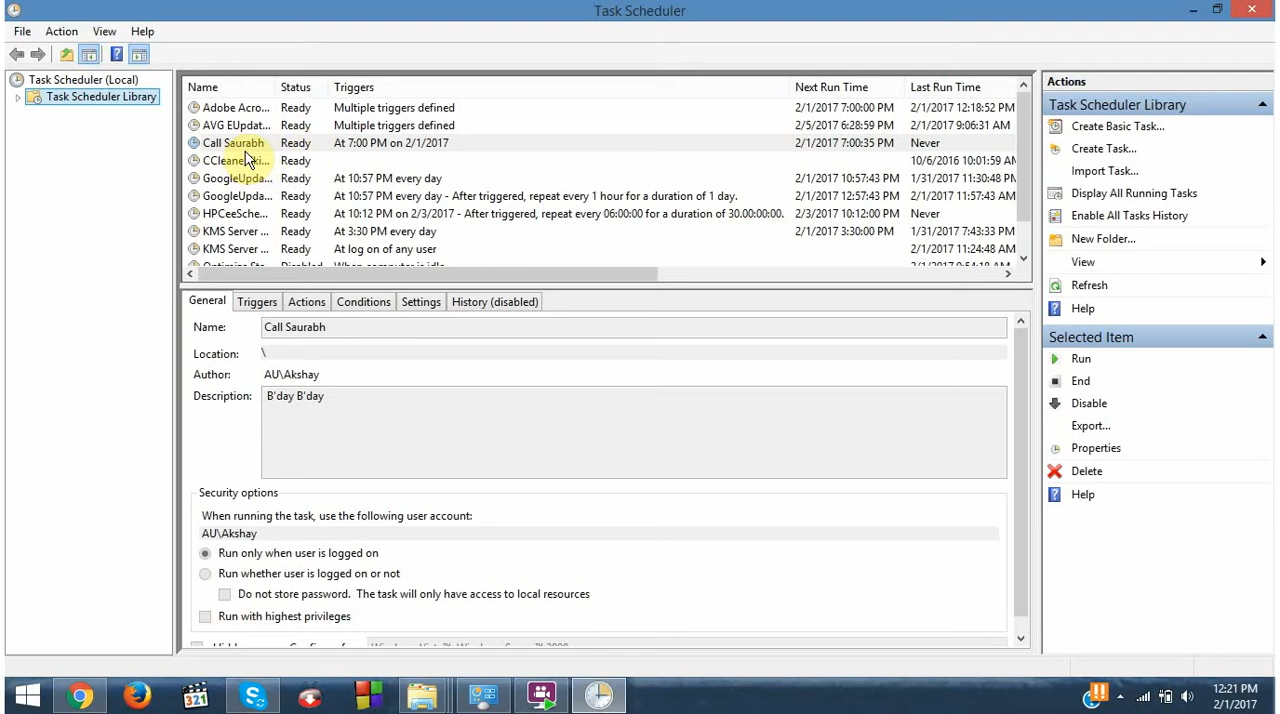 Task Scheduler
File Action View Help
Task Scheduler (Local)
Task Scheduler Library
Name Status Triggers Next Run Time Last Run Time
Adobe Acro... Ready Multiple triggers defined 2/1/2017 7:00:00 PM 2/1/2017 12:18:52 PM
AVG EUpdat... Ready Multiple triggers defined 2/5/2017 6:28:59 PM 2/1/2017 9:06:31 AM
Call Saurabh Ready At 7:00 PM on 2/1/2017 2/1/2017 7:00:35 PM Never
CCleanerSki... Ready 10/6/2016 10:01:59 AM
GoogleUpda... Ready At 10:57 PM every day 2/1/2017 10:57:43 PM 1/31/2017 11:30:48 PM
GoogleUpda... Ready At 10:57 PM every day - After triggered, repeat every 1 hour for a duration of 1 day. 2/1/2017 12:57:43 PM 2/1/2017 11:57:43 AM
HPCeeSche... Ready At 10:12 PM on 2/3/2017 - After triggered, repeat every 06:00:00 for a duration of 30.00:00:00. 2/3/2017 10:12:00 PM Never
KMS Server ... Ready At 3:30 PM every day 2/1/2017 3:30:00 PM 1/31/2017 7:43:33 PM
KMS Server ... Ready At log on of any user 2/1/2017 11:24:48 AM
Disabled When computer is idle
General Triggers Actions Conditions Settings History (disabled)
Name: Call Saurabh
Location: \
Author: AU\Akshay
Description: B'day B'day
Security options
When running the task, use the following user account:
AU\Akshay
Run only when user is logged on
Run whether user is logged on or not
Do not store password. The task will only have access to local resources
Run with highest privileges
Actions
Task Scheduler Library
Create Basic Task...
Create Task...
Import Task...
Display All Running Tasks
Enable All Tasks History
New Folder...
View
Refresh
Help
Selected Item
Run
End
Disable
Export...
Properties
Delete
Help
321
12:21 PM
2/1/2017